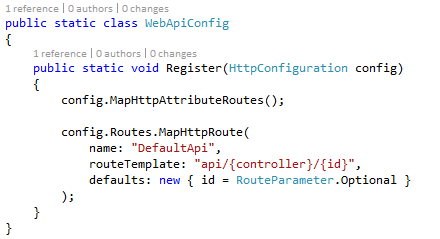 1 reference | 0 authors | 0 changes
public static class WebApiConfig
{
1 reference | 0 authors | 0 changes
public static void Register(HttpConfiguration config)
{
config.MapHttpAttributeRoutes();
config.Routes.MapHttpRoute(
name: "DefaultApi",
routeTemplate: "api/{controller}/{id}",
defaults: new { id = RouteParameter.Optional }
);
}
}